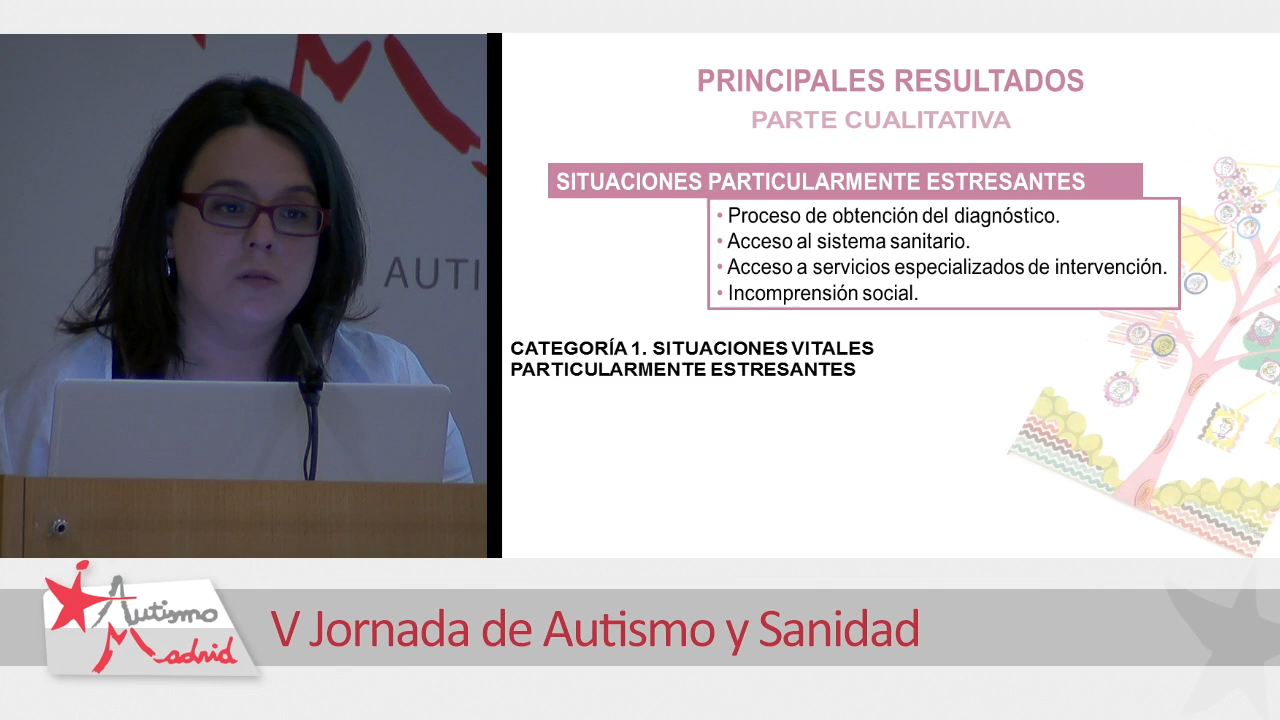 AUTI
PRINCIPALES RESULTADOS
PARTE CUALITATIVA
SITUACIONES PARTICULARMENTE ESTRESANTES
• Proceso de obtención del diagnóstico.
• Acceso al sistema sanitario.
• Acceso a servicios especializados de intervención.
• Incomprensión social.
CATEGORÍA 1. SITUACIONES VITALES
PARTICULARMENTE ESTRESANTES
Autismo
Madrid
V Jornada de Autismo y Sanidad